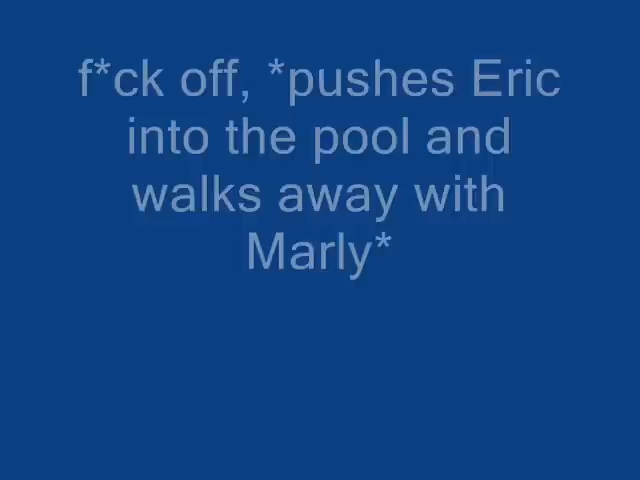 f*ck off, *pushes Eric
into the pool and
walks away with
Marly*